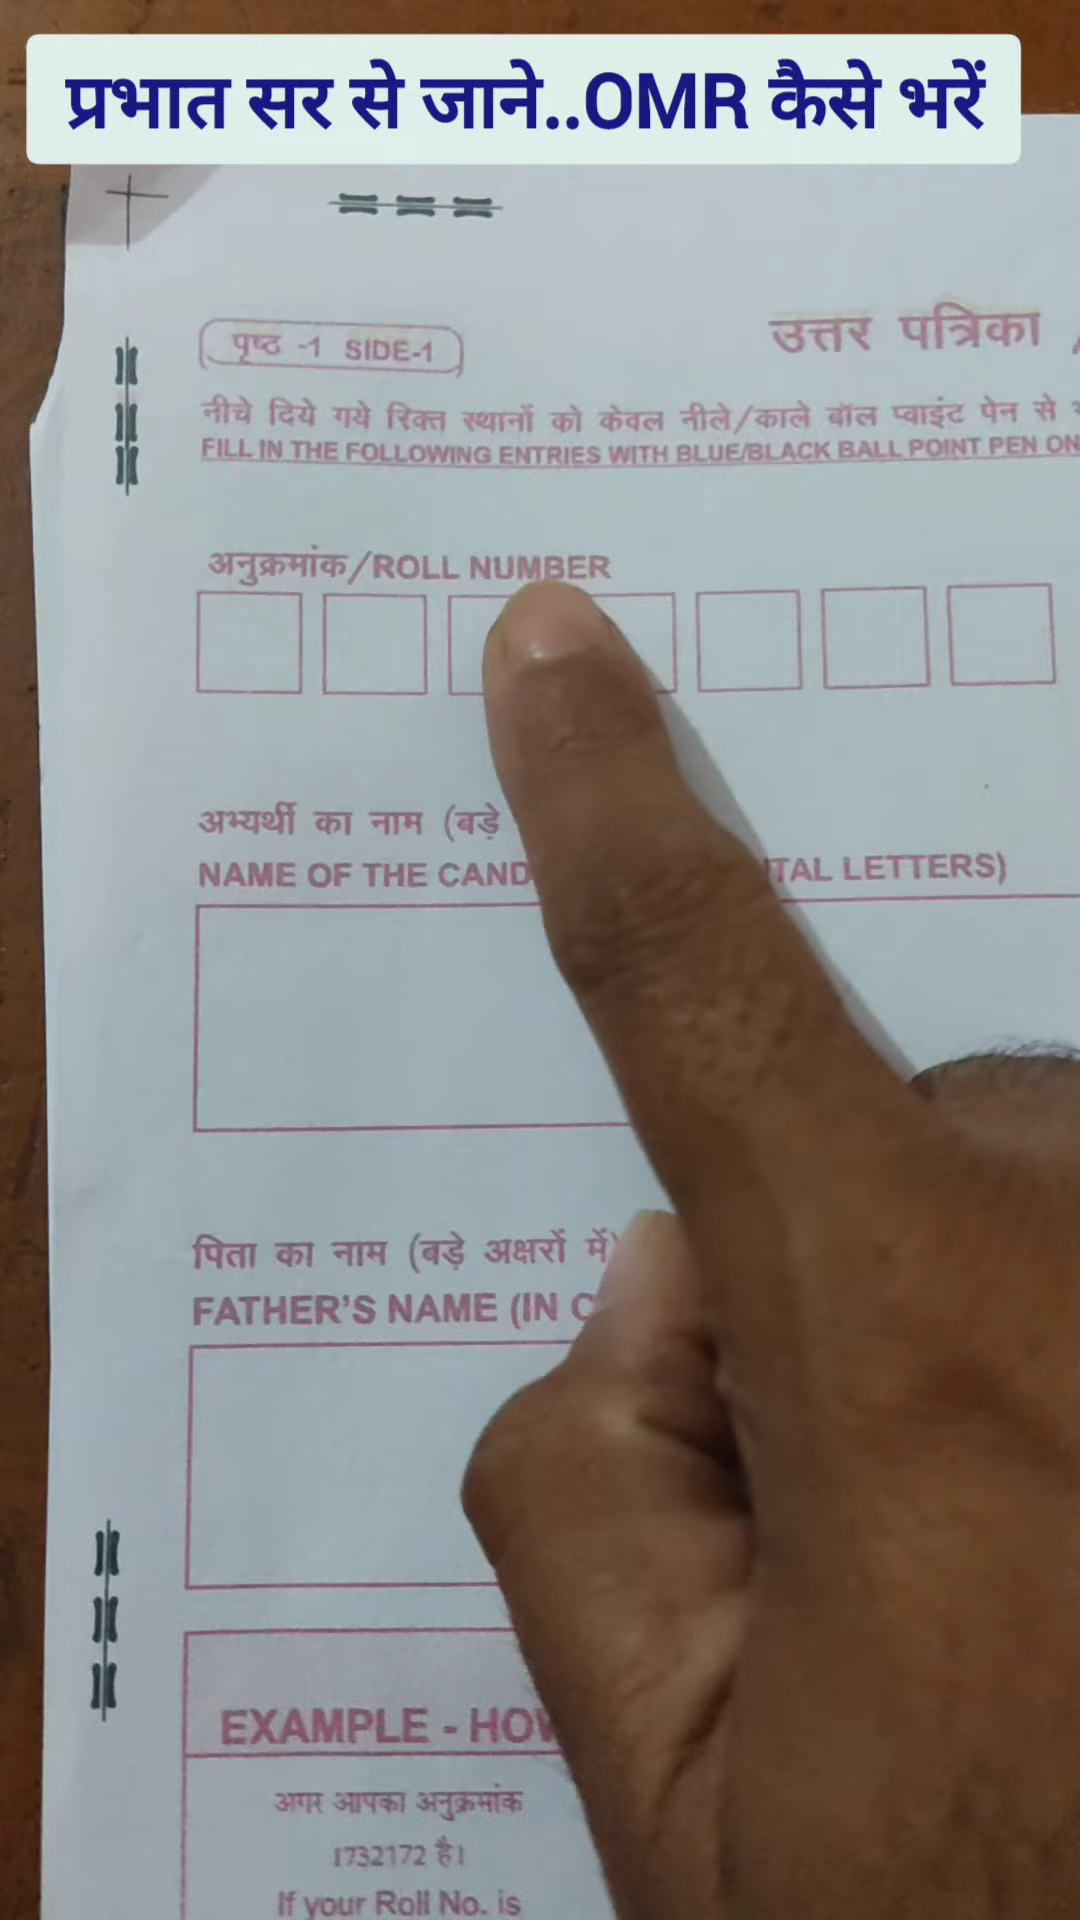 प्रभात सर से जाने..OMR कैसे भरें
पृष्ठ -1 SIDE-1
उत्तर पत्रिका
नीचे दिये गये रिक्त स्थानों को केवल नीले/काले बॉल प्वाइंट पेन से
FILL IN THE FOLLOWING ENTRIES WITH BLUE/BLACK BALL POINT PEN ON
अनुक्रमांक/ROLL NUMBER
अभ्यर्थी का नाम (बड़े
NAME OF THE CAND TAL LETTERS)
पिता का नाम (बड़े अक्षरों में)
FATHER'S NAME (IN C
EXAMPLE - HOW
अगर आपका अनुक्रमांक
1732172 है।
If your Roll No. is